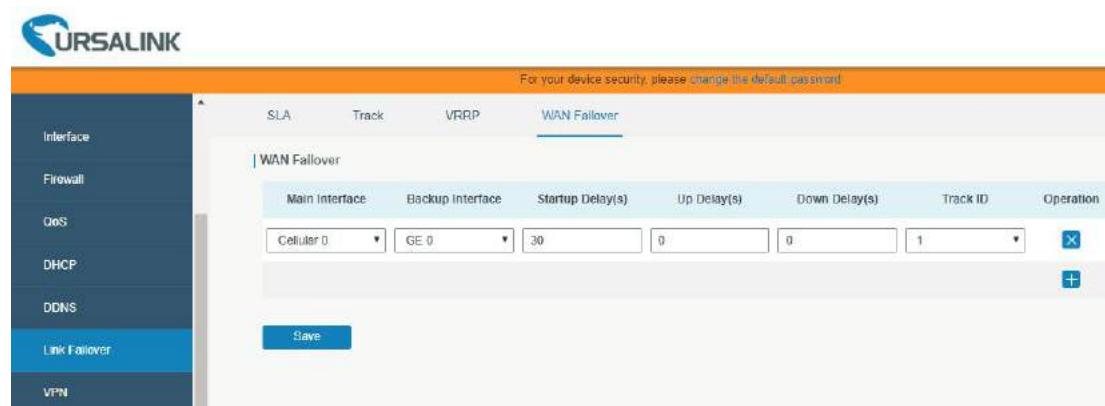 URSALINK
For your device security, please change the default password
Interface
Firewall
QoS
DHCP
DDNS
Link Failover
VPN
SLA Track VRRP WAN Failover
WAN Failover
Main Interface Backup Interface Startup Delay(s) Up Delay(s) Down Delay(s) Track ID Operation
Cellular 0 GE 0 30 0 0 1
Save